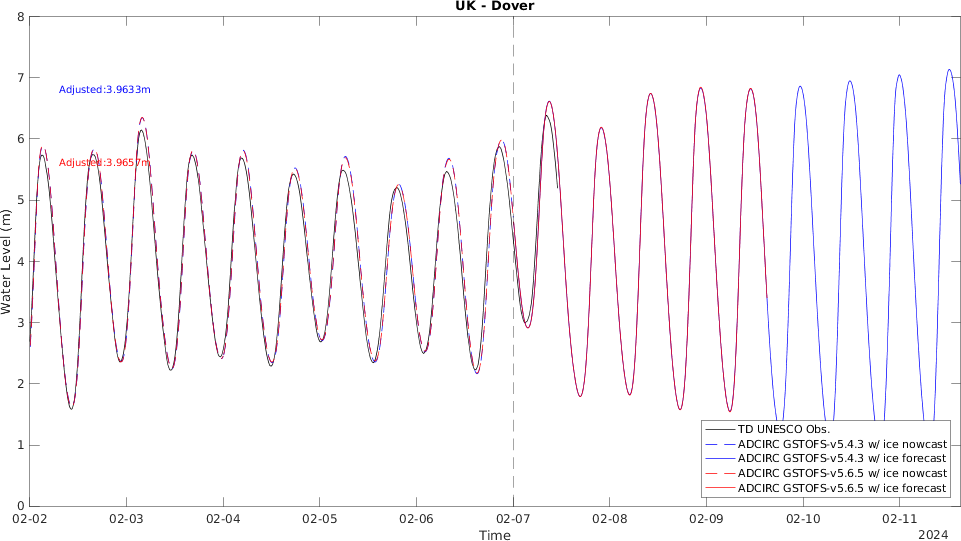 UK - Dover
8
7
6
5
4
3
2
1
0
Water Level (m)
Adjusted:3.9633m
Adjusted:3.9657m
TD UNESCO Obs.
ADCIRC GSTOFS-v5.4.3 w/ ice nowcast
ADCIRC GSTOFS-v5.4.3 w/ ice forecast
ADCIRC GSTOFS-v5.6.5 w/ ice nowcast
ADCIRC GSTOFS-v5.6.5 w/ ice forecast
02-02 02-03 02-04 02-05 02-06 02-07 02-08 02-09 02-10 02-11
Time
2024